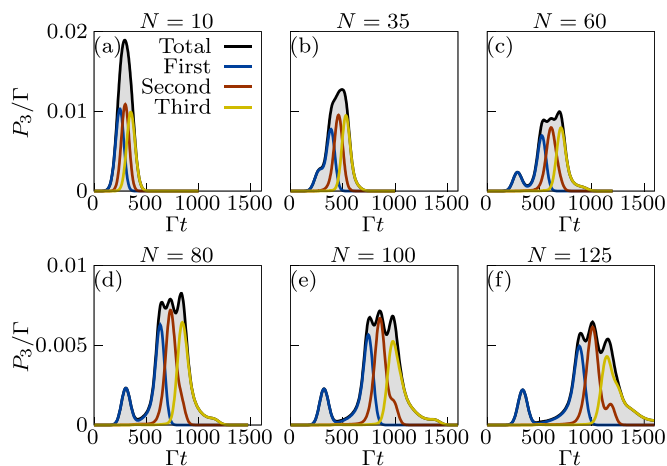 N = 10
N = 35
N = 60
0.02
0.01
0
P₃/Γ
(a)
Total
First
Second
Third
(b)
(c)
0 500 1000 1500
0 500 1000 1500
0 500 1000 1500
Γt
Γt
Γt
N = 80
N = 100
N = 125
0.01
0.005
0
P₃/Γ
(d)
(e)
(f)
0 500 1000 1500
0 500 1000 1500
0 500 1000 1500
Γt
Γt
Γt